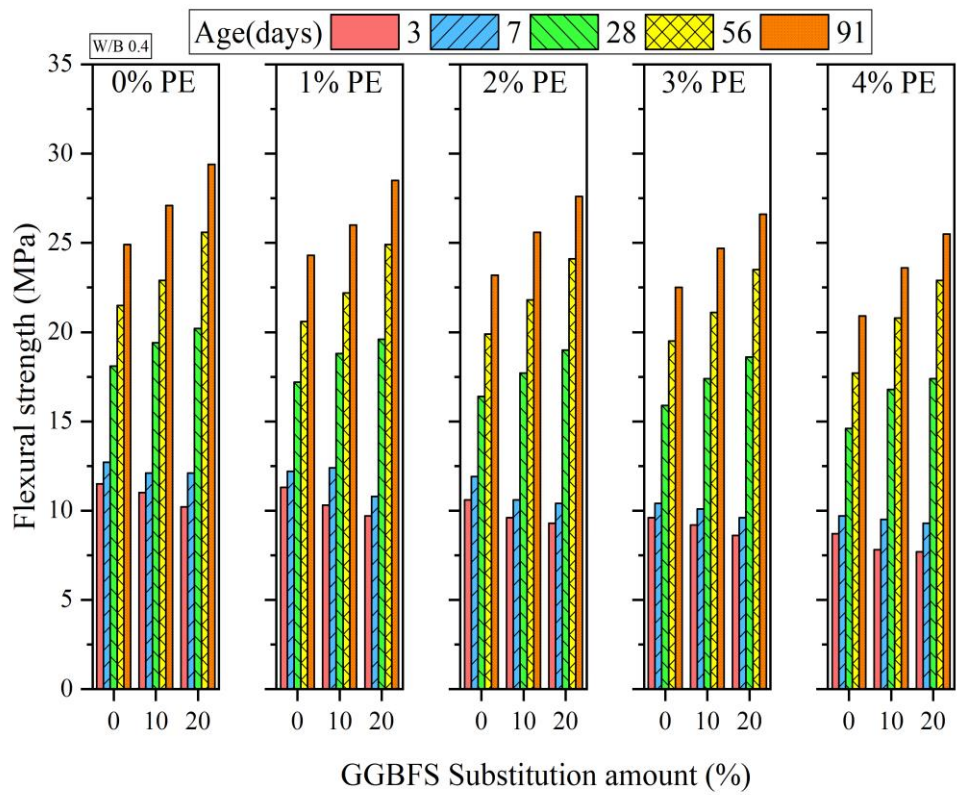 Age(days) 3 7 28 56 91
W/B 0.4
0% PE 1% PE 2% PE 3% PE 4% PE
35
30
25
20
15
10
5
0
Flexural strength (MPa)
0 10 20 0 10 20 0 10 20 0 10 20 0 10 20
GGBFS Substitution amount (%)